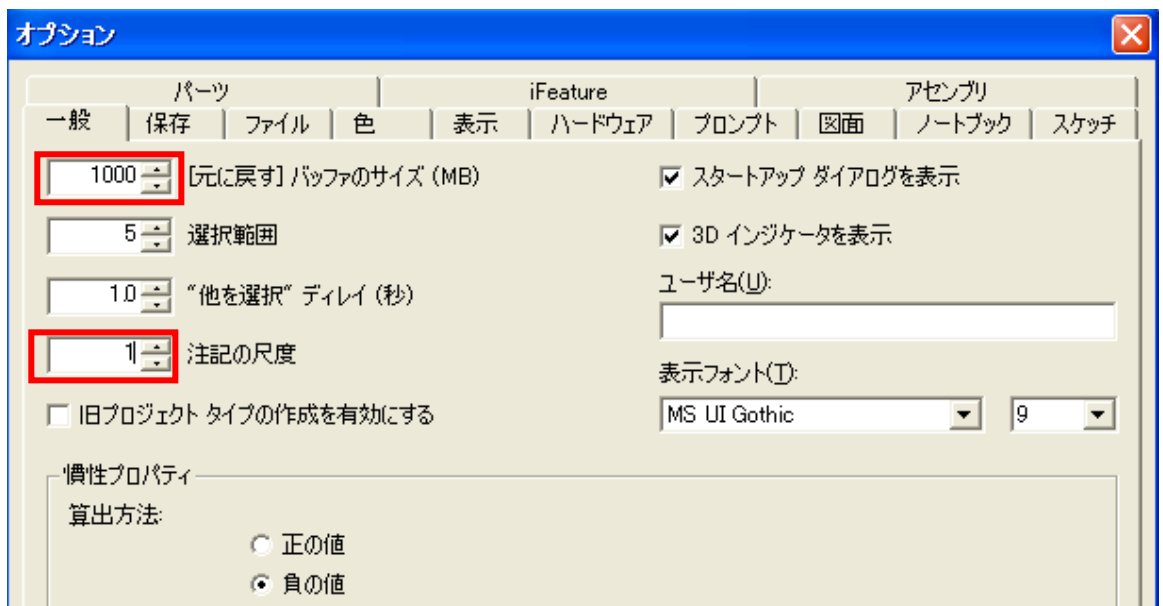 オプション
パーツ iFeature アセンブリ
一般 保存 ファイル 色 表示 ハードウェア プロンプト 図面 ノートブック スケッチ
1000 [元に戻す] バッファのサイズ (MB)
スタートアップ ダイアログを表示
5 選択範囲
3D インジケータを表示
1.0 “他を選択” ディレイ (秒)
ユーザ名(U):
1 注記の尺度
表示フォント(T):
旧プロジェクト タイプの作成を有効にする
MS UI Gothic 9
慣性プロパティ
算出方法:
正の値
負の値